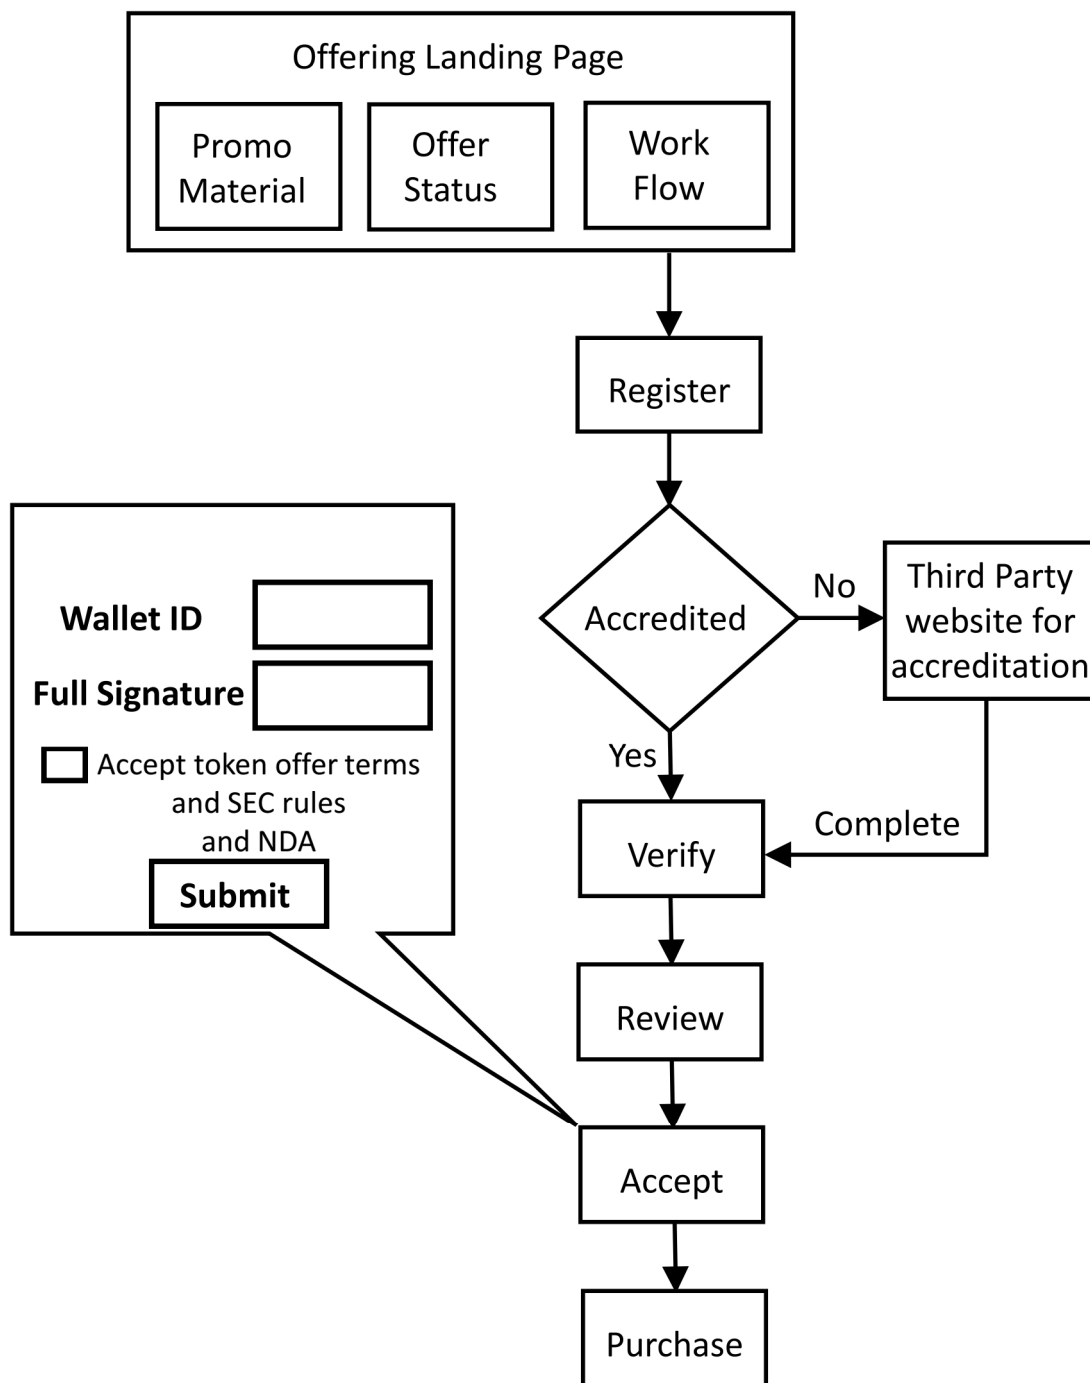 Offering Landing Page
Promo
Material
Offer
Status
Work
Flow
Register
Accredited
No
Third Party
website for
accreditation
Yes
Complete
Verify
Review
Accept
Purchase
Wallet ID
Full Signature
Accept token offer terms
and SEC rules
and NDA
Submit